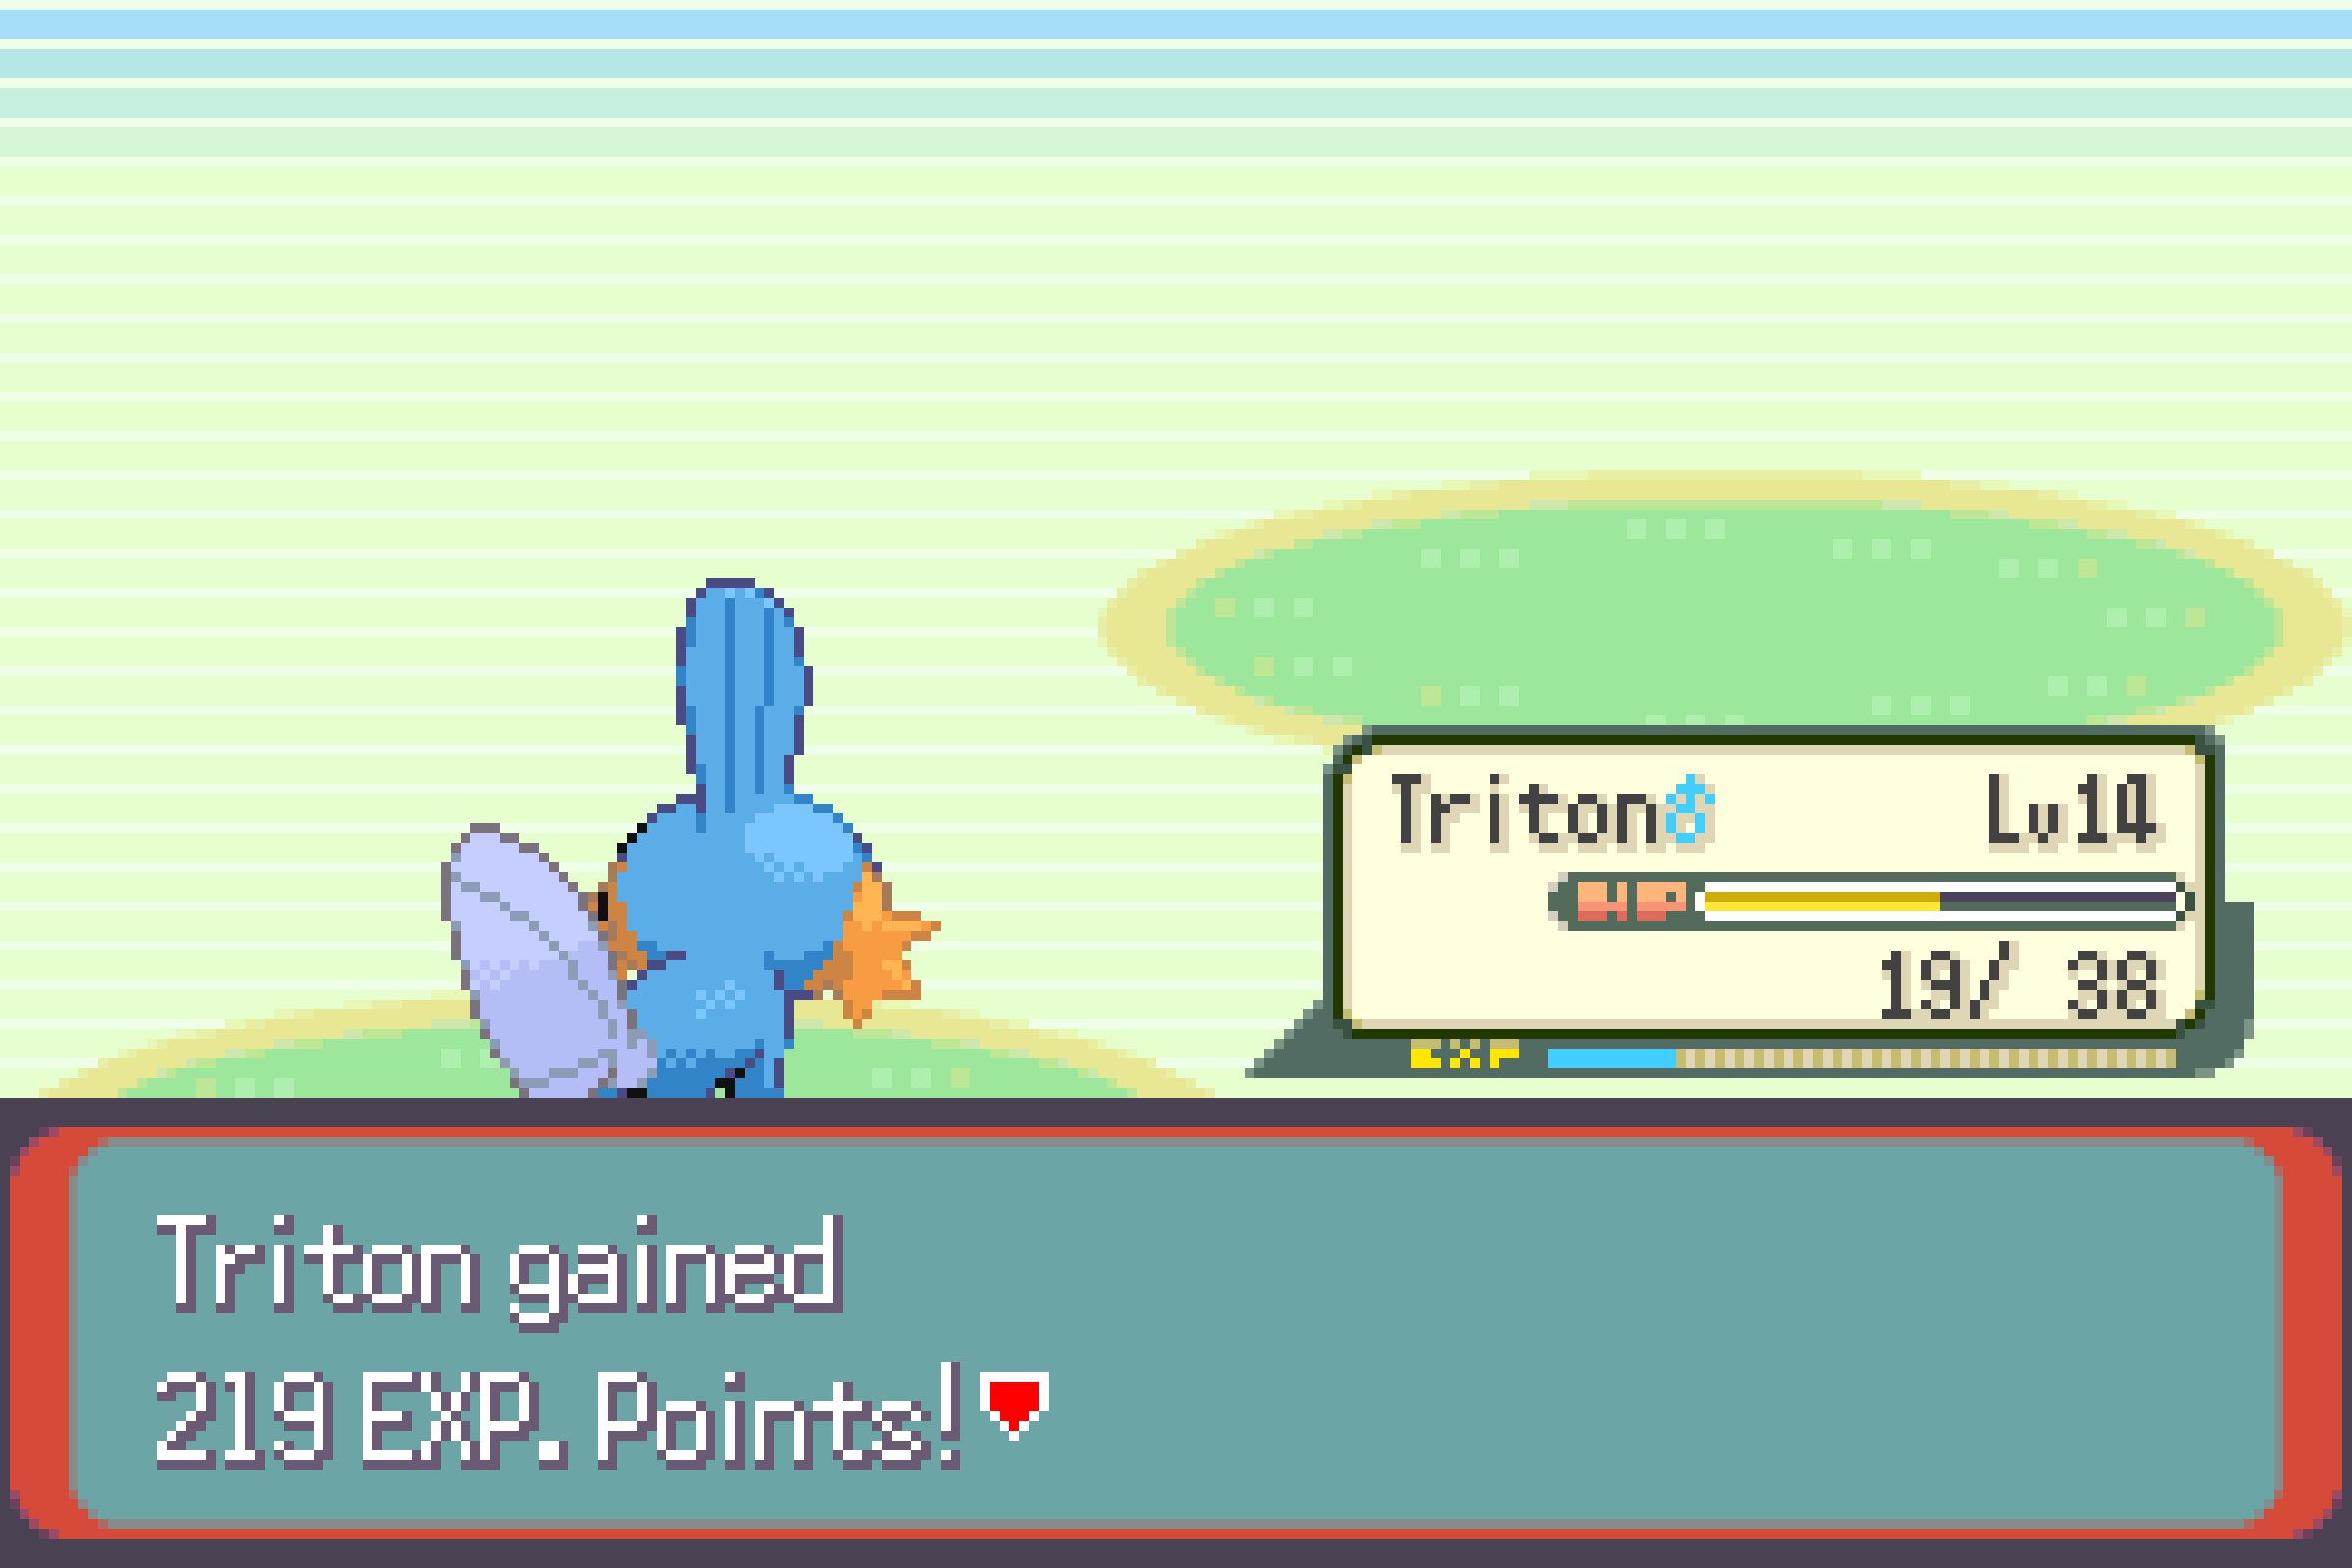 Triton♂ Lv14
HP
19/ 38
EXP
Triton gained
219 EXP. Points!